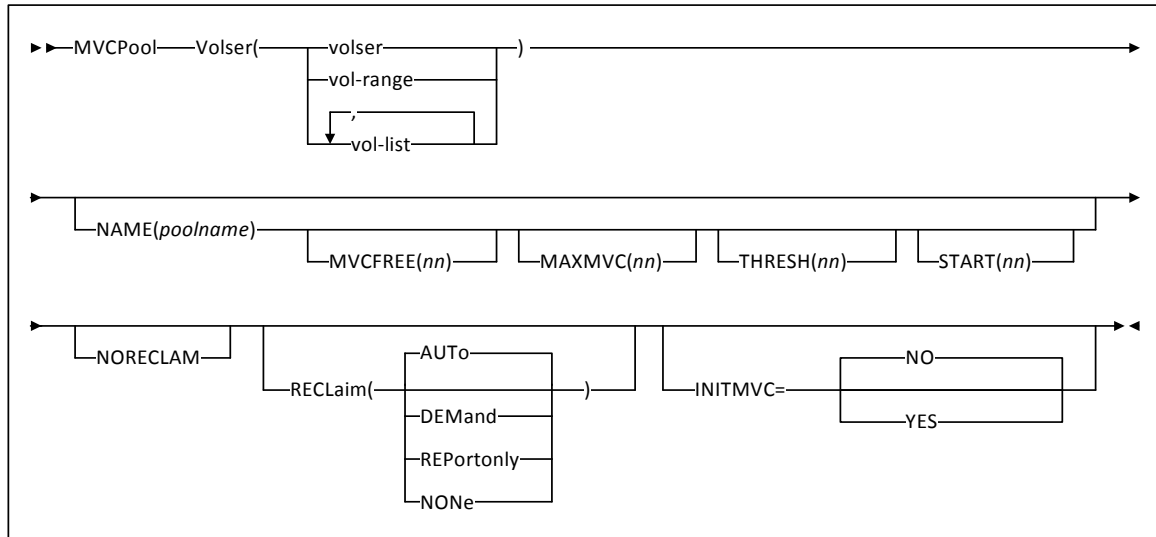 MVCPool Volser( volser )
vol-range
,
vol-list
NAME(poolname)
MVCFREE(nn) MAXMVC(nn) THRESH(nn) START(nn)
NORECLAM
RECLaim( AUTo )
DEMand
REPortonly
NONe
INITMVC= NO
YES